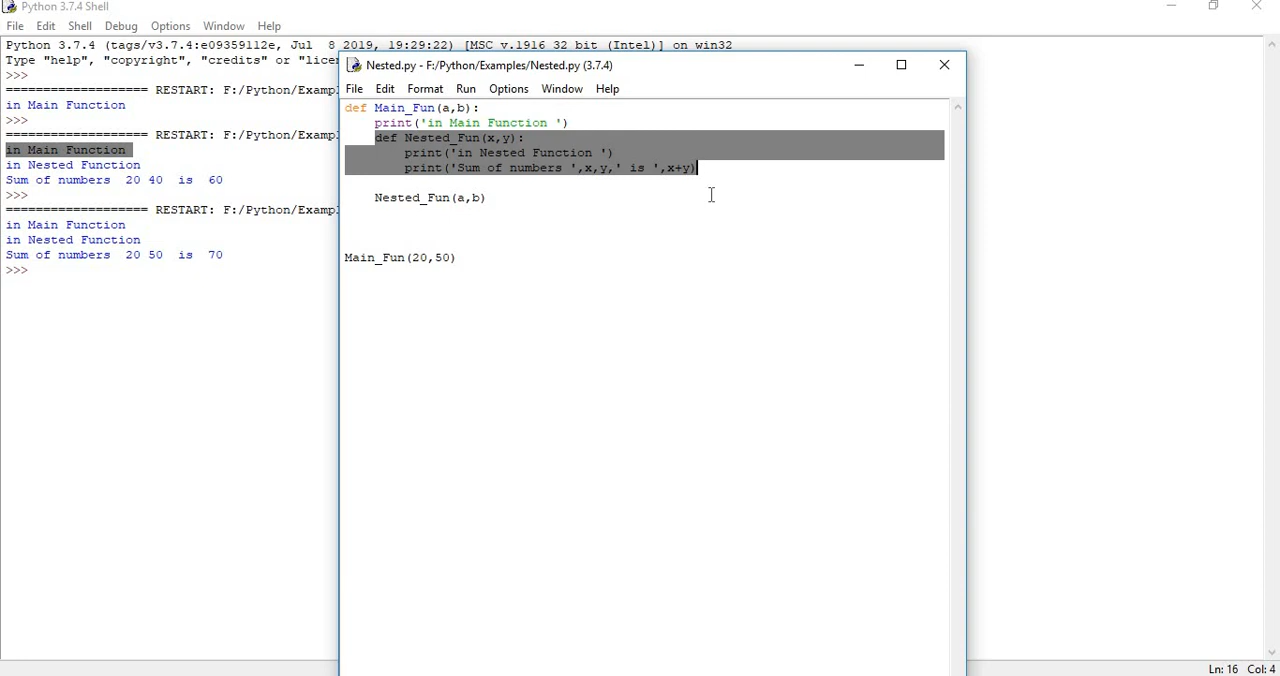 Python 3.7.4 Shell
File Edit Shell Debug Options Window Help
Python 3.7.4 (tags/v3.7.4:e09359112e, Jul  8 2019, 19:29:22) [MSC v.1916 32 bit (Intel)] on win32
Type "help", "copyright", "credits" or "licen
>>>
=================== RESTART: F:/Python/Exampl
in Main Function
>>>
=================== RESTART: F:/Python/Exampl
in Main Function
in Nested Function
Sum of numbers  20 40  is  60
>>>
=================== RESTART: F:/Python/Exampl
in Main Function
in Nested Function
Sum of numbers  20 50  is  70
>>>
Nested.py - F:/Python/Examples/Nested.py (3.7.4)
File Edit Format Run Options Window Help
def Main_Fun(a,b):
    print('in Main Function ')
    def Nested_Fun(x,y):
        print('in Nested Function ')
        print('Sum of numbers ',x,y,' is ',x+y)
    Nested_Fun(a,b)
Main_Fun(20,50)
Ln: 16 Col: 4